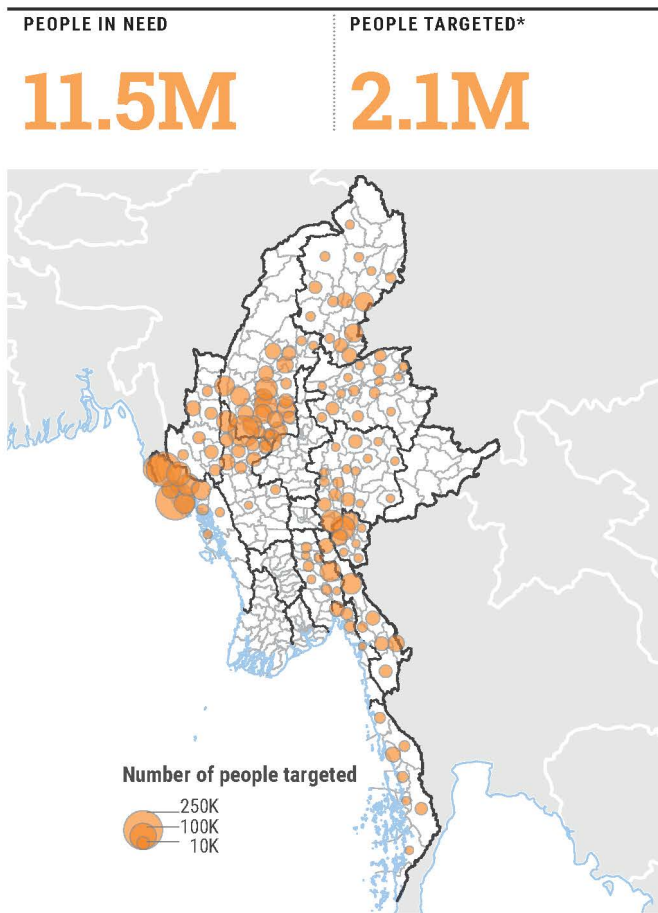 PEOPLE IN NEED
PEOPLE TARGETED*
11.5M
2.1M
Number of people targeted
250K
100K
10K